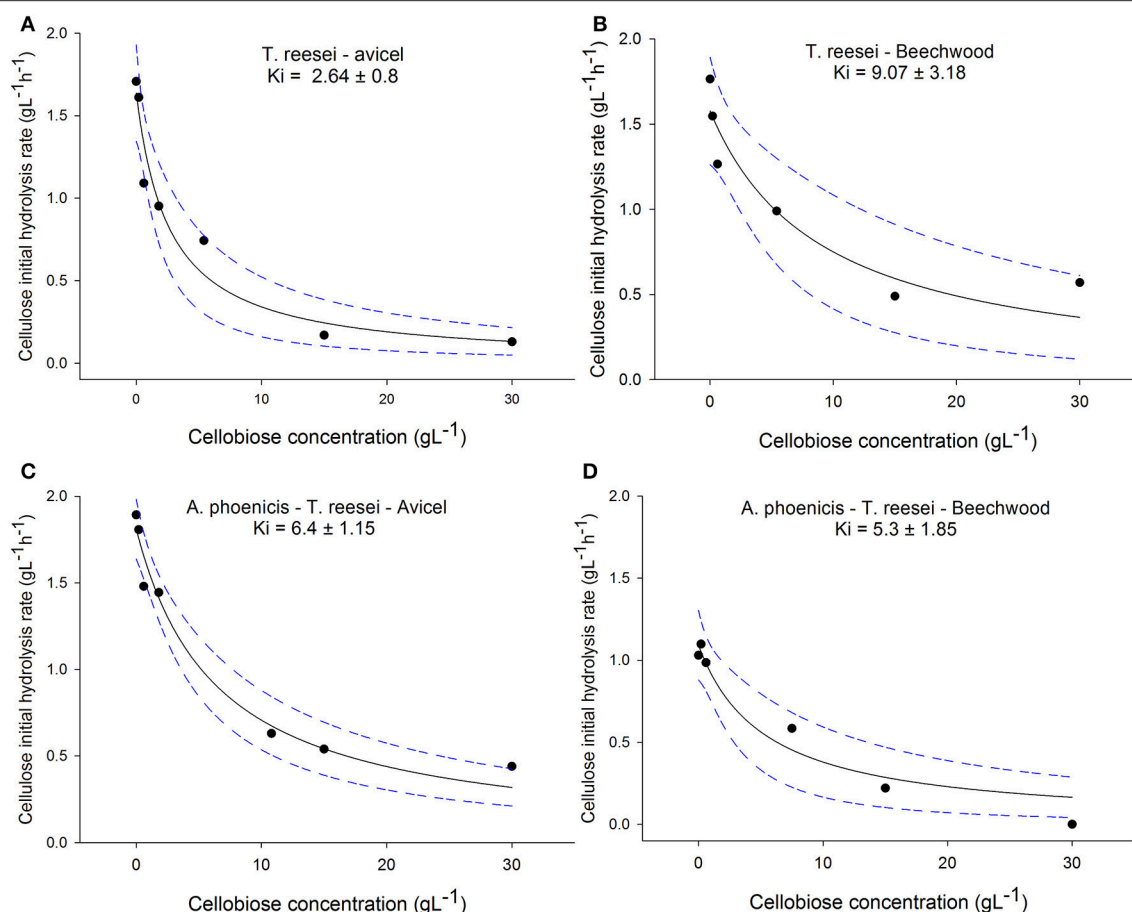 A
T. reesei - avicel
Ki = 2.64 ± 0.8
Cellulose initial hydrolysis rate (gL⁻¹h⁻¹)
2.0
1.5
1.0
0.5
0.0
0 10 20 30
Cellobiose concentration (gL⁻¹)
B
T. reesei - Beechwood
Ki = 9.07 ± 3.18
Cellulose initial hydrolysis rate (gL⁻¹h⁻¹)
2.0
1.5
1.0
0.5
0.0
0 10 20 30
Cellobiose concentration (gL⁻¹)
C
A. phoenicis - T. reesei - Avicel
Ki = 6.4 ± 1.15
Cellulose initial hydrolysis rate (gL⁻¹h⁻¹)
2.0
1.5
1.0
0.5
0.0
0 10 20 30
Cellobiose concentration (gL⁻¹)
D
A. phoenicis - T. reesei - Beechwood
Ki = 5.3 ± 1.85
Cellulose initial hydrolysis rate (gL⁻¹h⁻¹)
2.0
1.5
1.0
0.5
0.0
0 10 20 30
Cellobiose concentration (gL⁻¹)